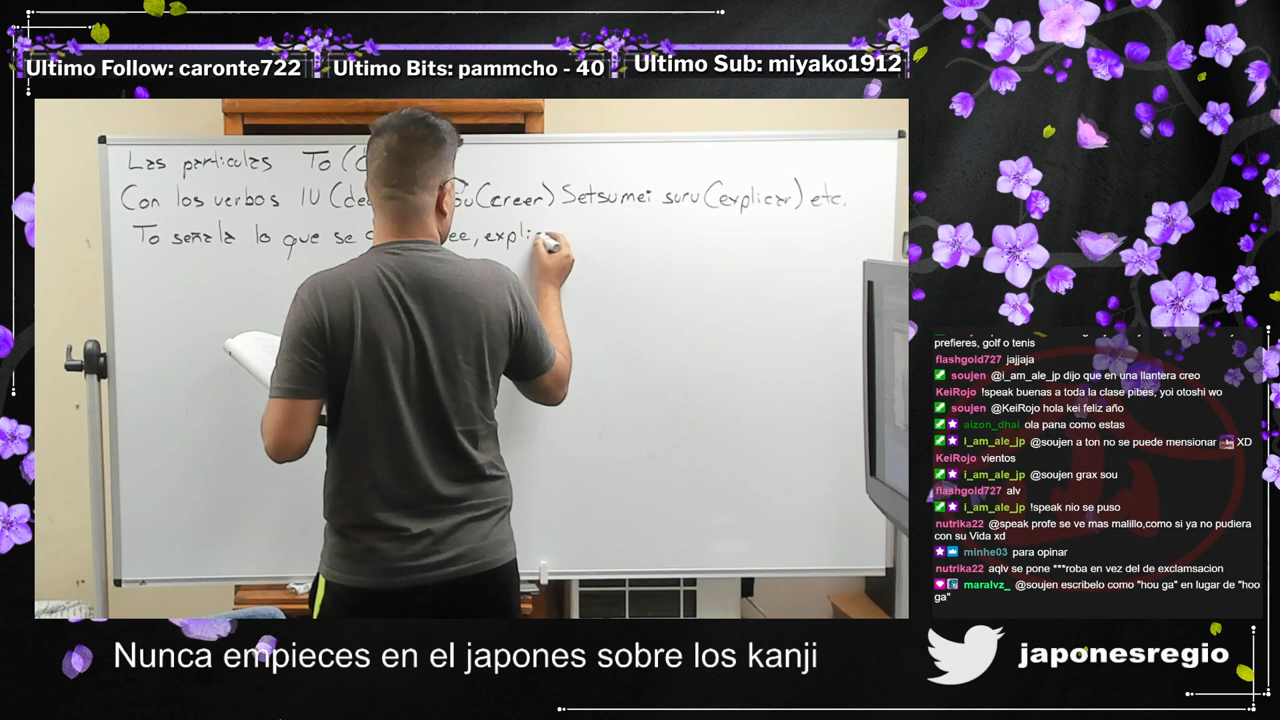 Ultimo Follow: caronte722
Ultimo Bits: pammcho - 40
Ultimo Sub: miyako1912
Las particulas To (
Con los verbos IU (de ou (creer) Setsumei suru (explicar) etc.
To señala lo que se ee, expli
prefieres, golf o tenis
flashgold727 jajjaja
soujen @i_am_ale_jp dijo que en una llantera creo
KeiRojo !speak buenas a toda la clase pibes, yoi otoshi wo
soujen @KeiRojo hola kei feliz año
aizon_dhai ola pana como estas
i_am_ale_jp @soujen a ton no se puede mensionar XD
KeiRojo vientos
i_am_ale_jp @soujen grax sou
flashgold727 alv
i_am_ale_jp !speak nio se puso
nutrika22 @speak profe se ve mas malillo,como si ya no pudiera
con su Vida xd
minhe03 para opinar
nutrika22 aqlv se pone ***roba en vez del de exclamsacion
maralvz_ @soujen escribelo como "hou ga" en lugar de "hoo
ga"
Nunca empieces en el japones sobre los kanji
japonesregio